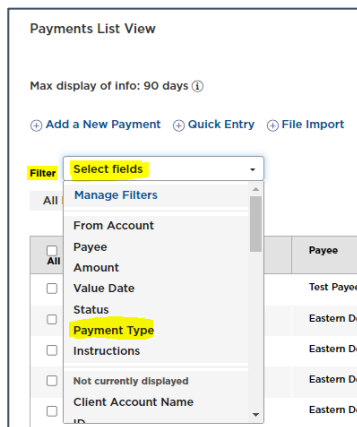 Payments List View
Max display of info: 90 days
Add a New Payment Quick Entry File Import
Filter Select fields
All
Manage Filters
From Account
Payee
Amount
Value Date
Status
Payment Type
Instructions
Not currently displayed
Client Account Name
ID
All
Payee
Test Payee
Eastern
Eastern
Eastern
Eastern